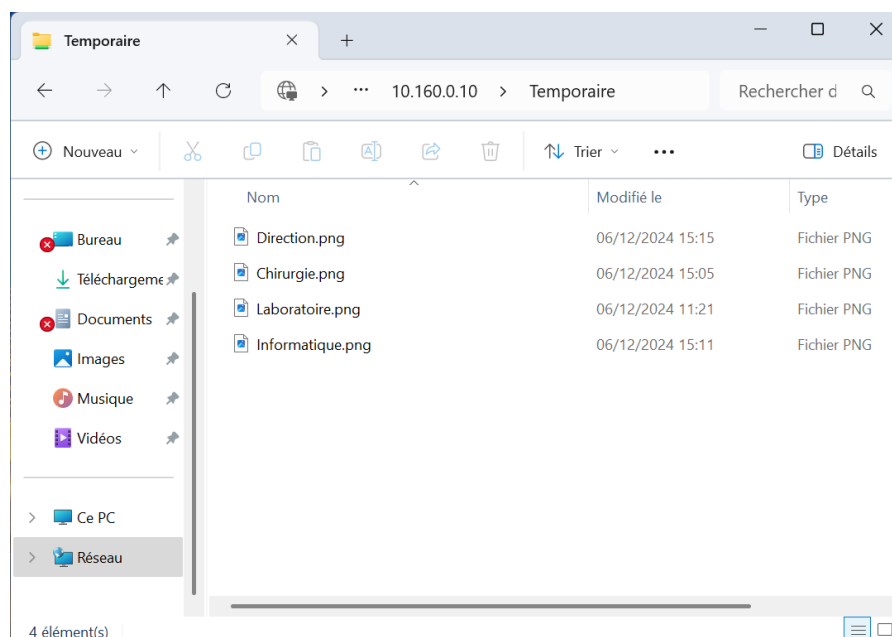 Temporaire
10.160.0.10 > Temporaire
Rechercher d
Nouveau
Trier
Détails
Nom Modifié le Type
Bureau
Téléchargeme
Documents
Images
Musique
Vidéos
Ce PC
Réseau
Direction.png 06/12/2024 15:15 Fichier PNG
Chirurgie.png 06/12/2024 15:05 Fichier PNG
Laboratoire.png 06/12/2024 11:21 Fichier PNG
Informatique.png 06/12/2024 15:11 Fichier PNG
4 élément(s)